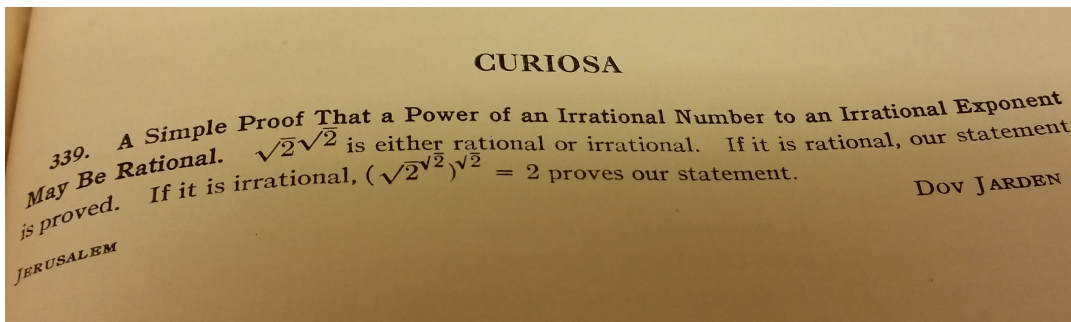 CURIOSA
339. A Simple Proof That a Power of an Irrational Number to an Irrational Exponent
May Be Rational. √2^√2 is either rational or irrational. If it is rational, our statement
is proved. If it is irrational, (√2^√2)^√2 = 2 proves our statement.
DOV JARDEN
JERUSALEM